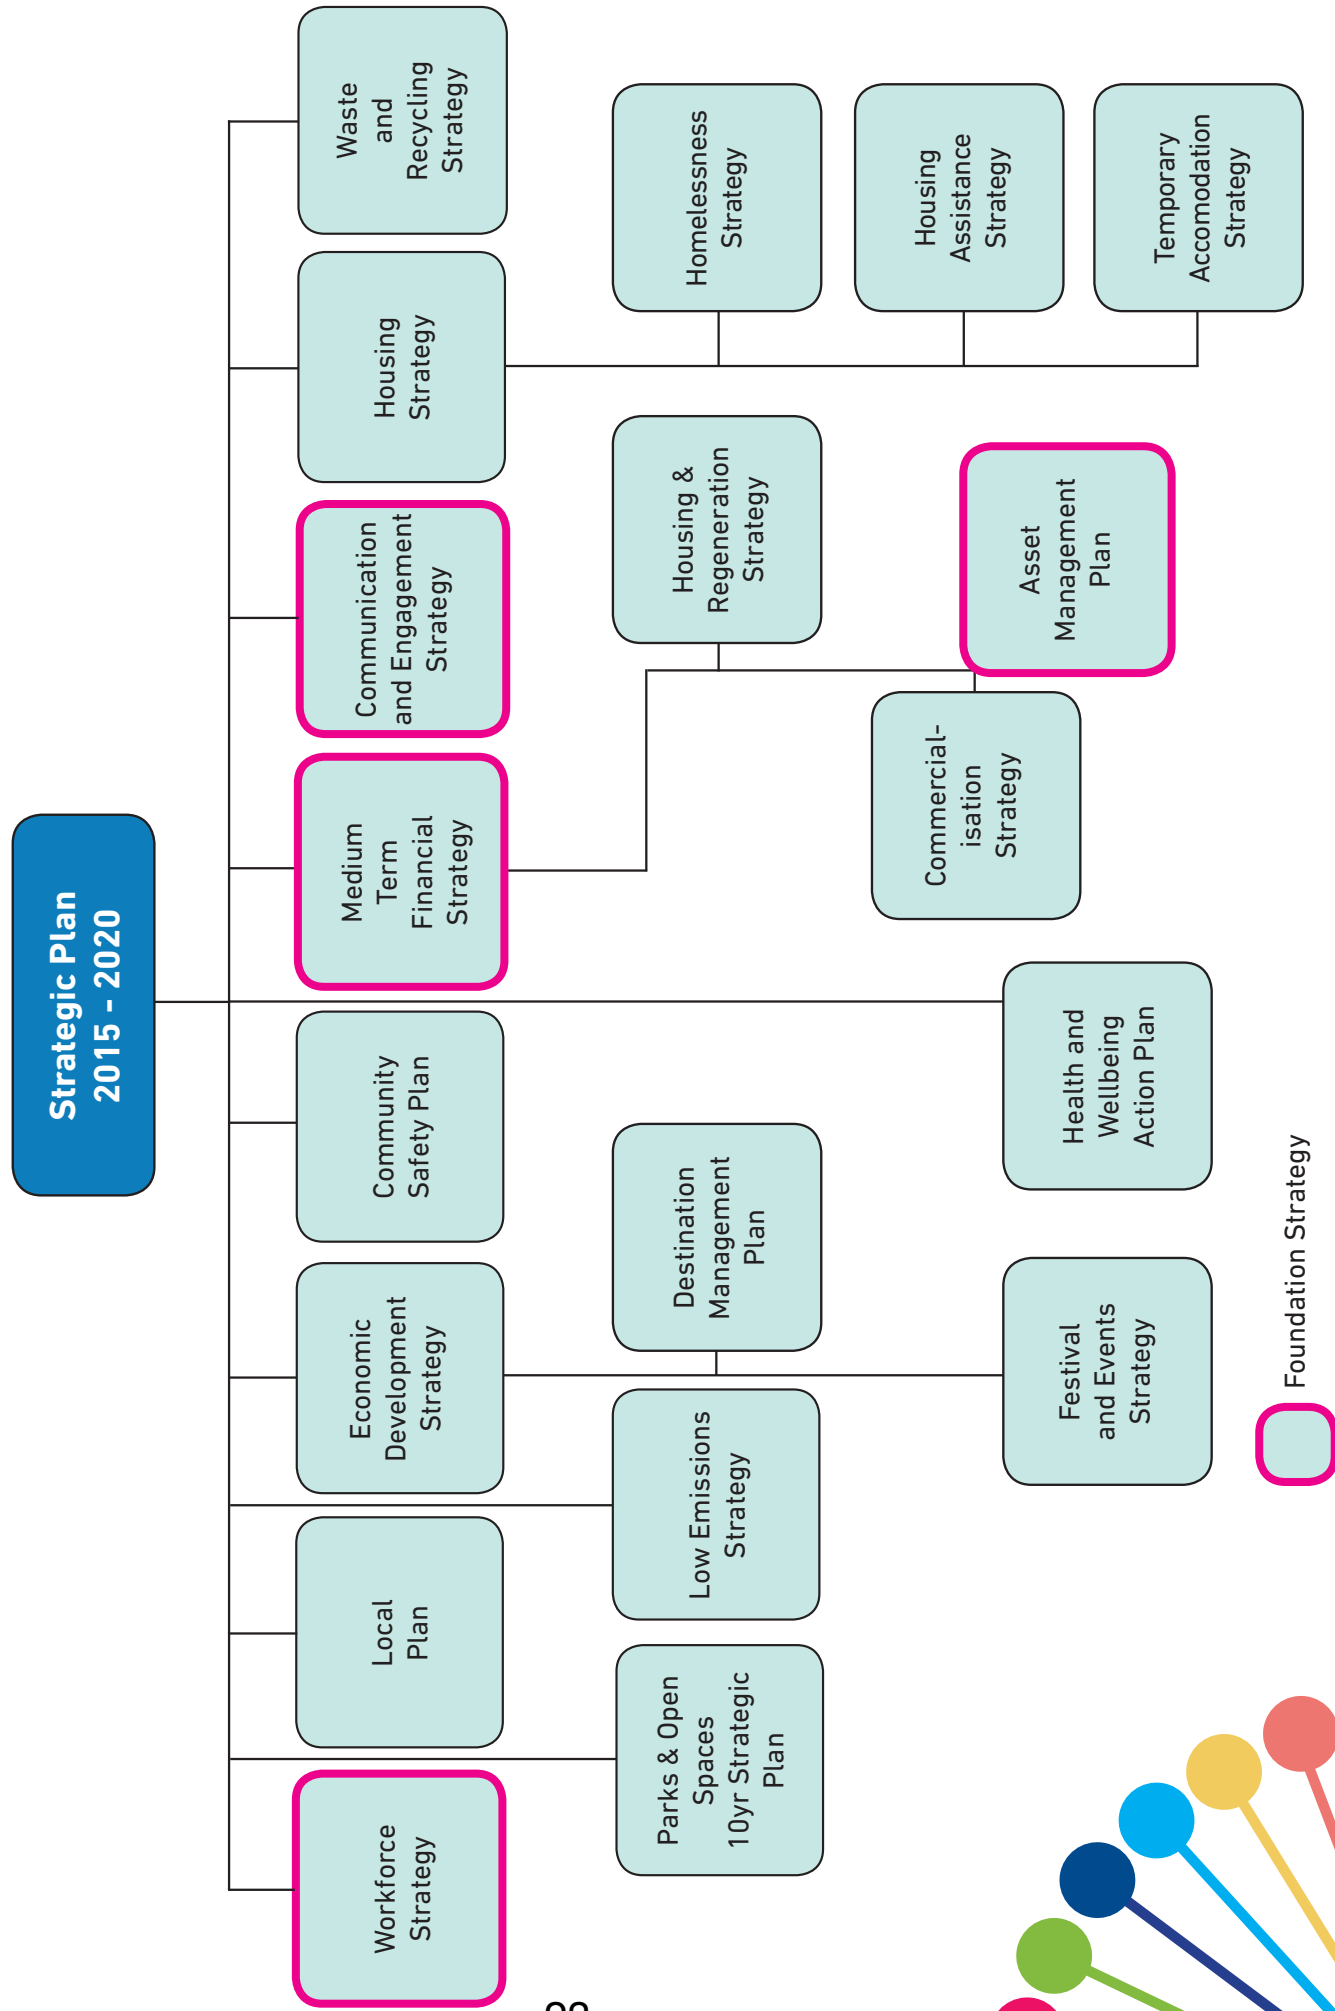 Strategic Plan
2015 - 2020
Workforce
Strategy
Local
Plan
Economic
Development
Strategy
Community
Safety Plan
Medium
Term
Financial
Strategy
Communication
and Engagement
Strategy
Housing
Strategy
Waste
and
Recycling
Strategy
Parks & Open
Spaces
10yr Strategic
Plan
Low Emissions
Strategy
Destination
Management
Plan
Housing &
Regeneration
Strategy
Homelessness
Strategy
Commercial-
isation
Strategy
Housing
Assistance
Strategy
Festival
and Events
Strategy
Health and
Wellbeing
Action Plan
Asset
Management
Plan
Temporary
Accomodation
Strategy
Foundation Strategy